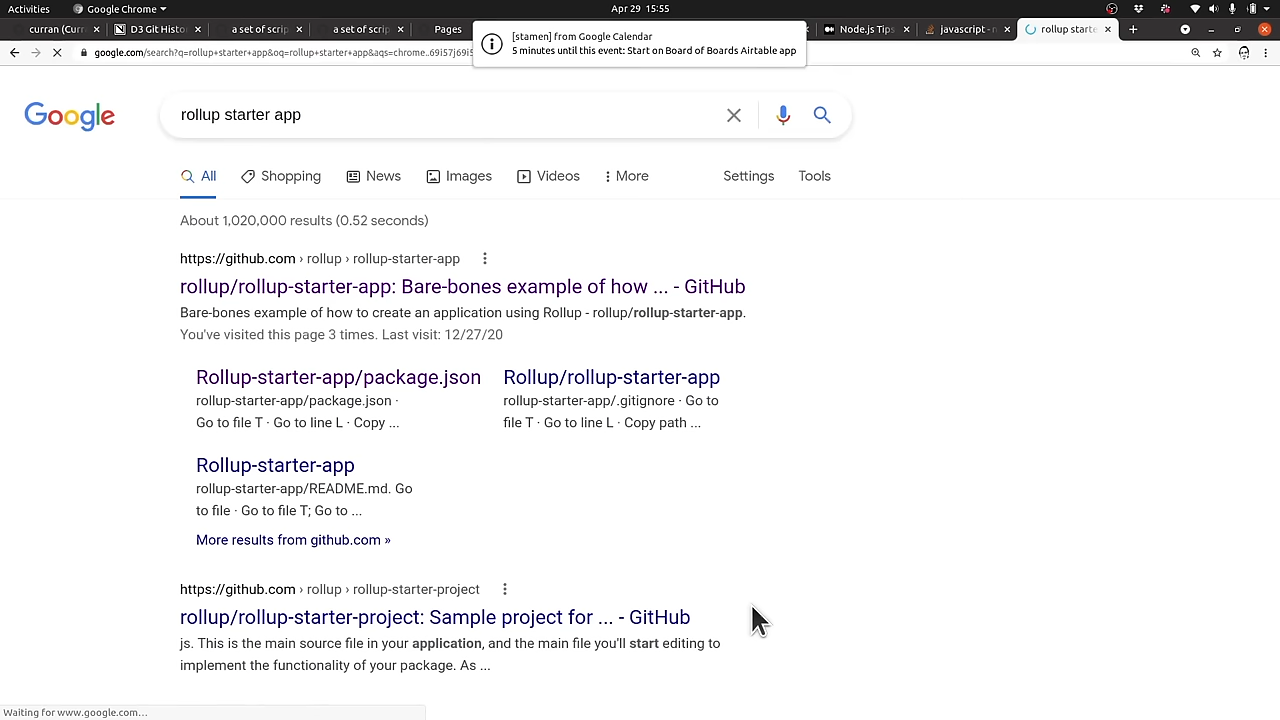 Activities
Google Chrome
Apr 29 15:55
curran (Curr
D3 Git Histo
a set of scrip
a set of scrip
Pages
Node.js Tips
javascript - n
rollup starte
[stamen] from Google Calendar
5 minutes until this event: Start on Board of Boards Airtable app
google.com/search?q=rollup+starter+app&oq=rollup+starter+app&aqs=chrome..69i57j69i5
Google
rollup starter app
All
Shopping
News
Images
Videos
More
Settings
Tools
About 1,020,000 results (0.52 seconds)
https://github.com › rollup › rollup-starter-app
rollup/rollup-starter-app: Bare-bones example of how ... - GitHub
Bare-bones example of how to create an application using Rollup - rollup/rollup-starter-app.
You've visited this page 3 times. Last visit: 12/27/20
Rollup-starter-app/package.json
rollup-starter-app/package.json ·
Go to file T · Go to line L · Copy ...
Rollup/rollup-starter-app
rollup-starter-app/.gitignore · Go to
file T · Go to line L · Copy path ...
Rollup-starter-app
rollup-starter-app/README.md. Go
to file · Go to file T; Go to ...
More results from github.com »
https://github.com › rollup › rollup-starter-project
rollup/rollup-starter-project: Sample project for ... - GitHub
js. This is the main source file in your application, and the main file you'll start editing to
implement the functionality of your package. As ...
Waiting for www.google.com...